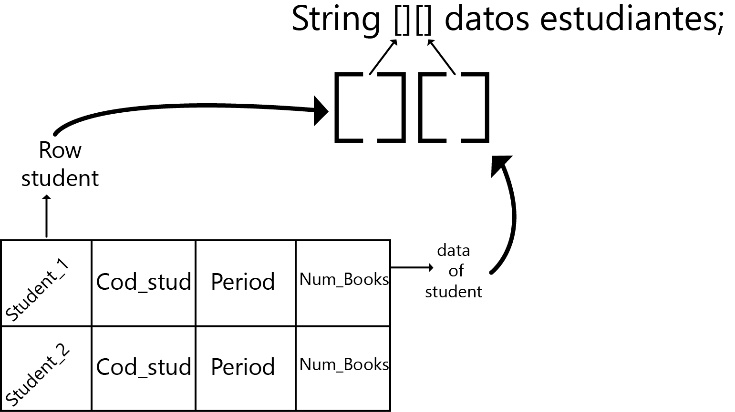 String [][] datos estudiantes;
Row
student
Student_1
Cod_stud
Period
Num_Books
data
of
student
Student_2
Cod_stud
Period
Num_Books